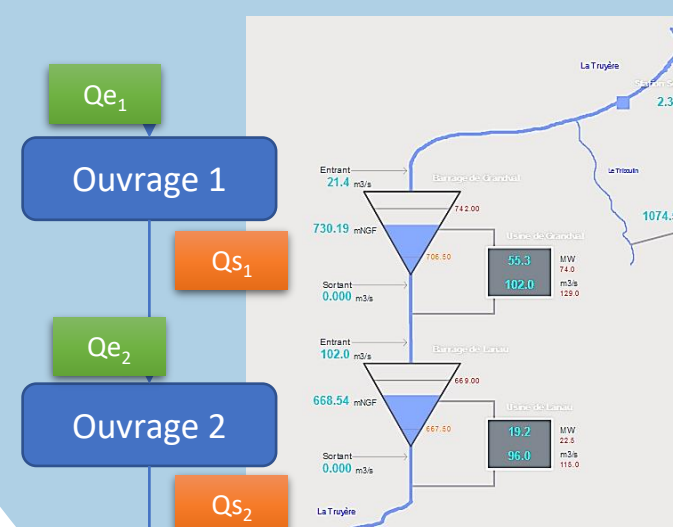 Qe1
Ouvrage 1
Qs1
Qe2
Ouvrage 2
Qs2
La Truyère
2.3
Entrant
21.4 m3/s
Barrage de Grandval
742.00
730.19 mNGF
706.50
Sortant
0.000 m3/s
Usine de Grandval
55.3 MW
74.0
102.0 m3/s
129.0
1074.5
Entrant
102.0 m3/s
Barrage de Lanau
669.00
668.54 mNGF
667.50
Sortant
0.000 m3/s
Usine de Lanau
19.2 MW
22.5
96.0 m3/s
115.0
La Truyère